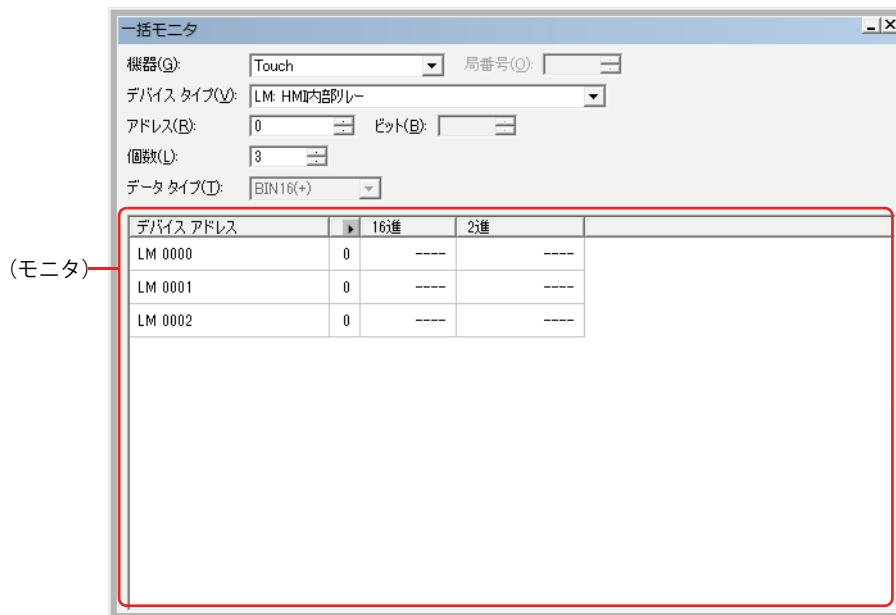 一括モニタ
機器(G): Touch 局番号(O):
デバイス タイプ(V): LM: HMI内部リレー
アドレス(R): 0 ビット(B):
個数(L): 3
データ タイプ(T): BIN16(+)
デバイス アドレス 16進 2進
LM 0000 0 ---- ----
(モニタ)
LM 0001 0 ---- ----
LM 0002 0 ---- ----